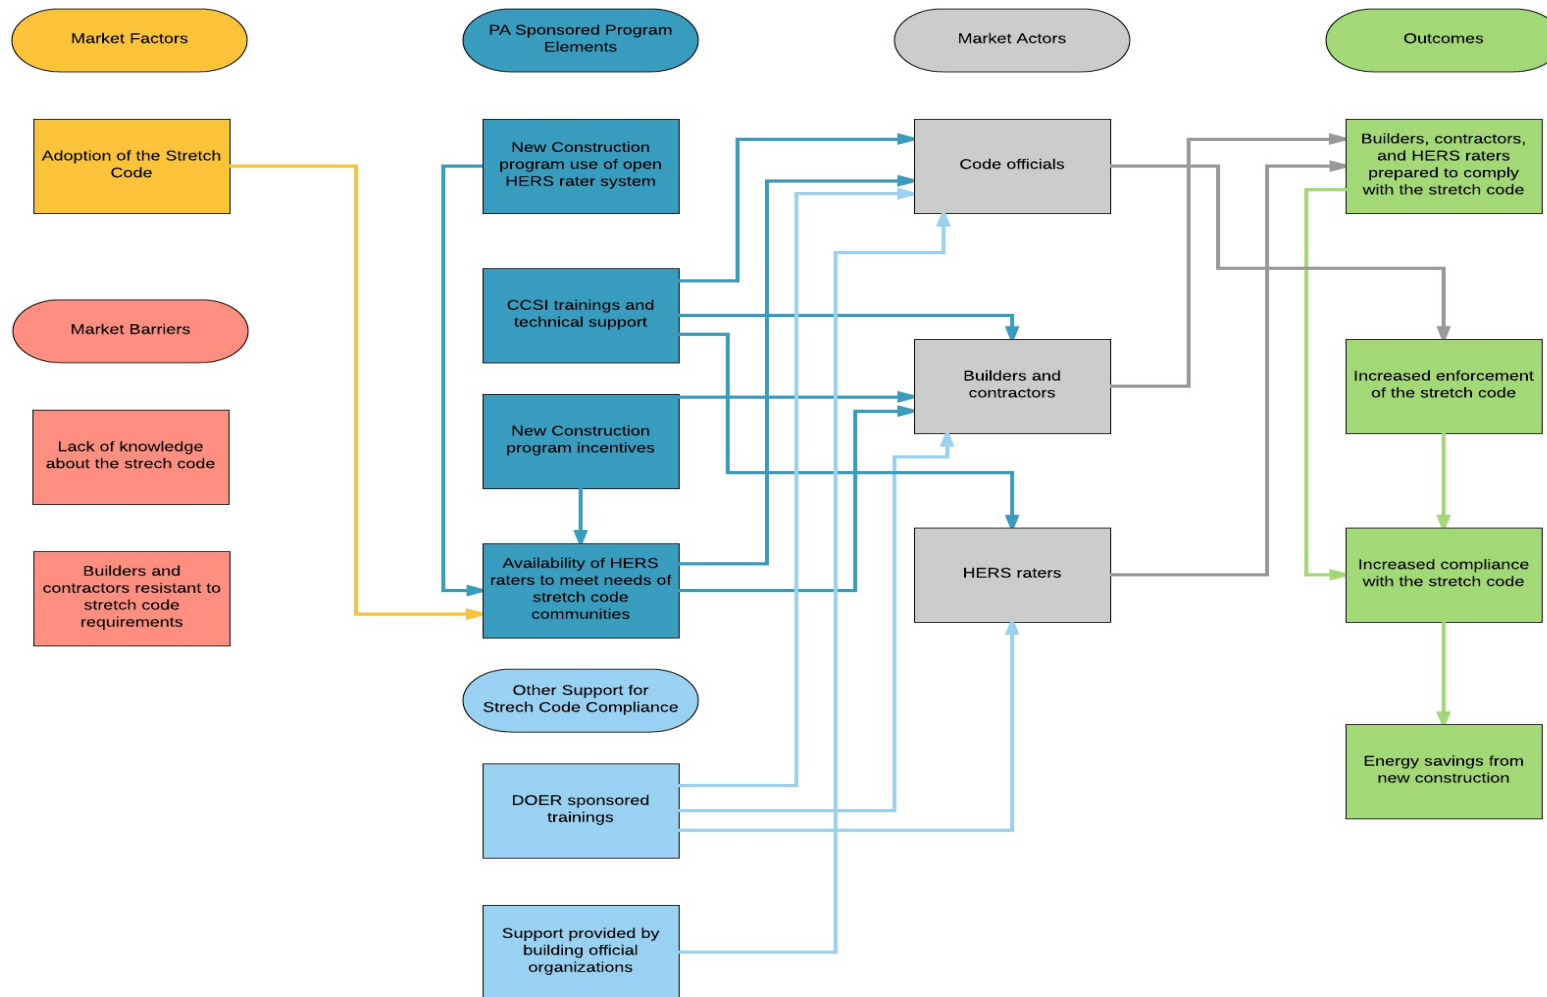 Market Factors
PA Sponsored Program
Elements
Market Actors
Outcomes
Adoption of the Stretch
Code
New Construction
program use of open
HERS rater system
Code officials
Builders, contractors,
and HERS raters
prepared to comply
with the stretch code
Market Barriers
CCSI trainings and
technical support
Lack of knowledge
about the strech code
New Construction
program incentives
Builders and
contractors
Increased enforcement
of the stretch code
Builders and
contractors resistant to
stretch code
requirements
Availability of HERS
raters to meet needs of
stretch code
communities
HERS raters
Increased compliance
with the stretch code
Other Support for
Strech Code Compliance
DOER sponsored
trainings
Energy savings from
new construction
Support provided by
building official
organizations